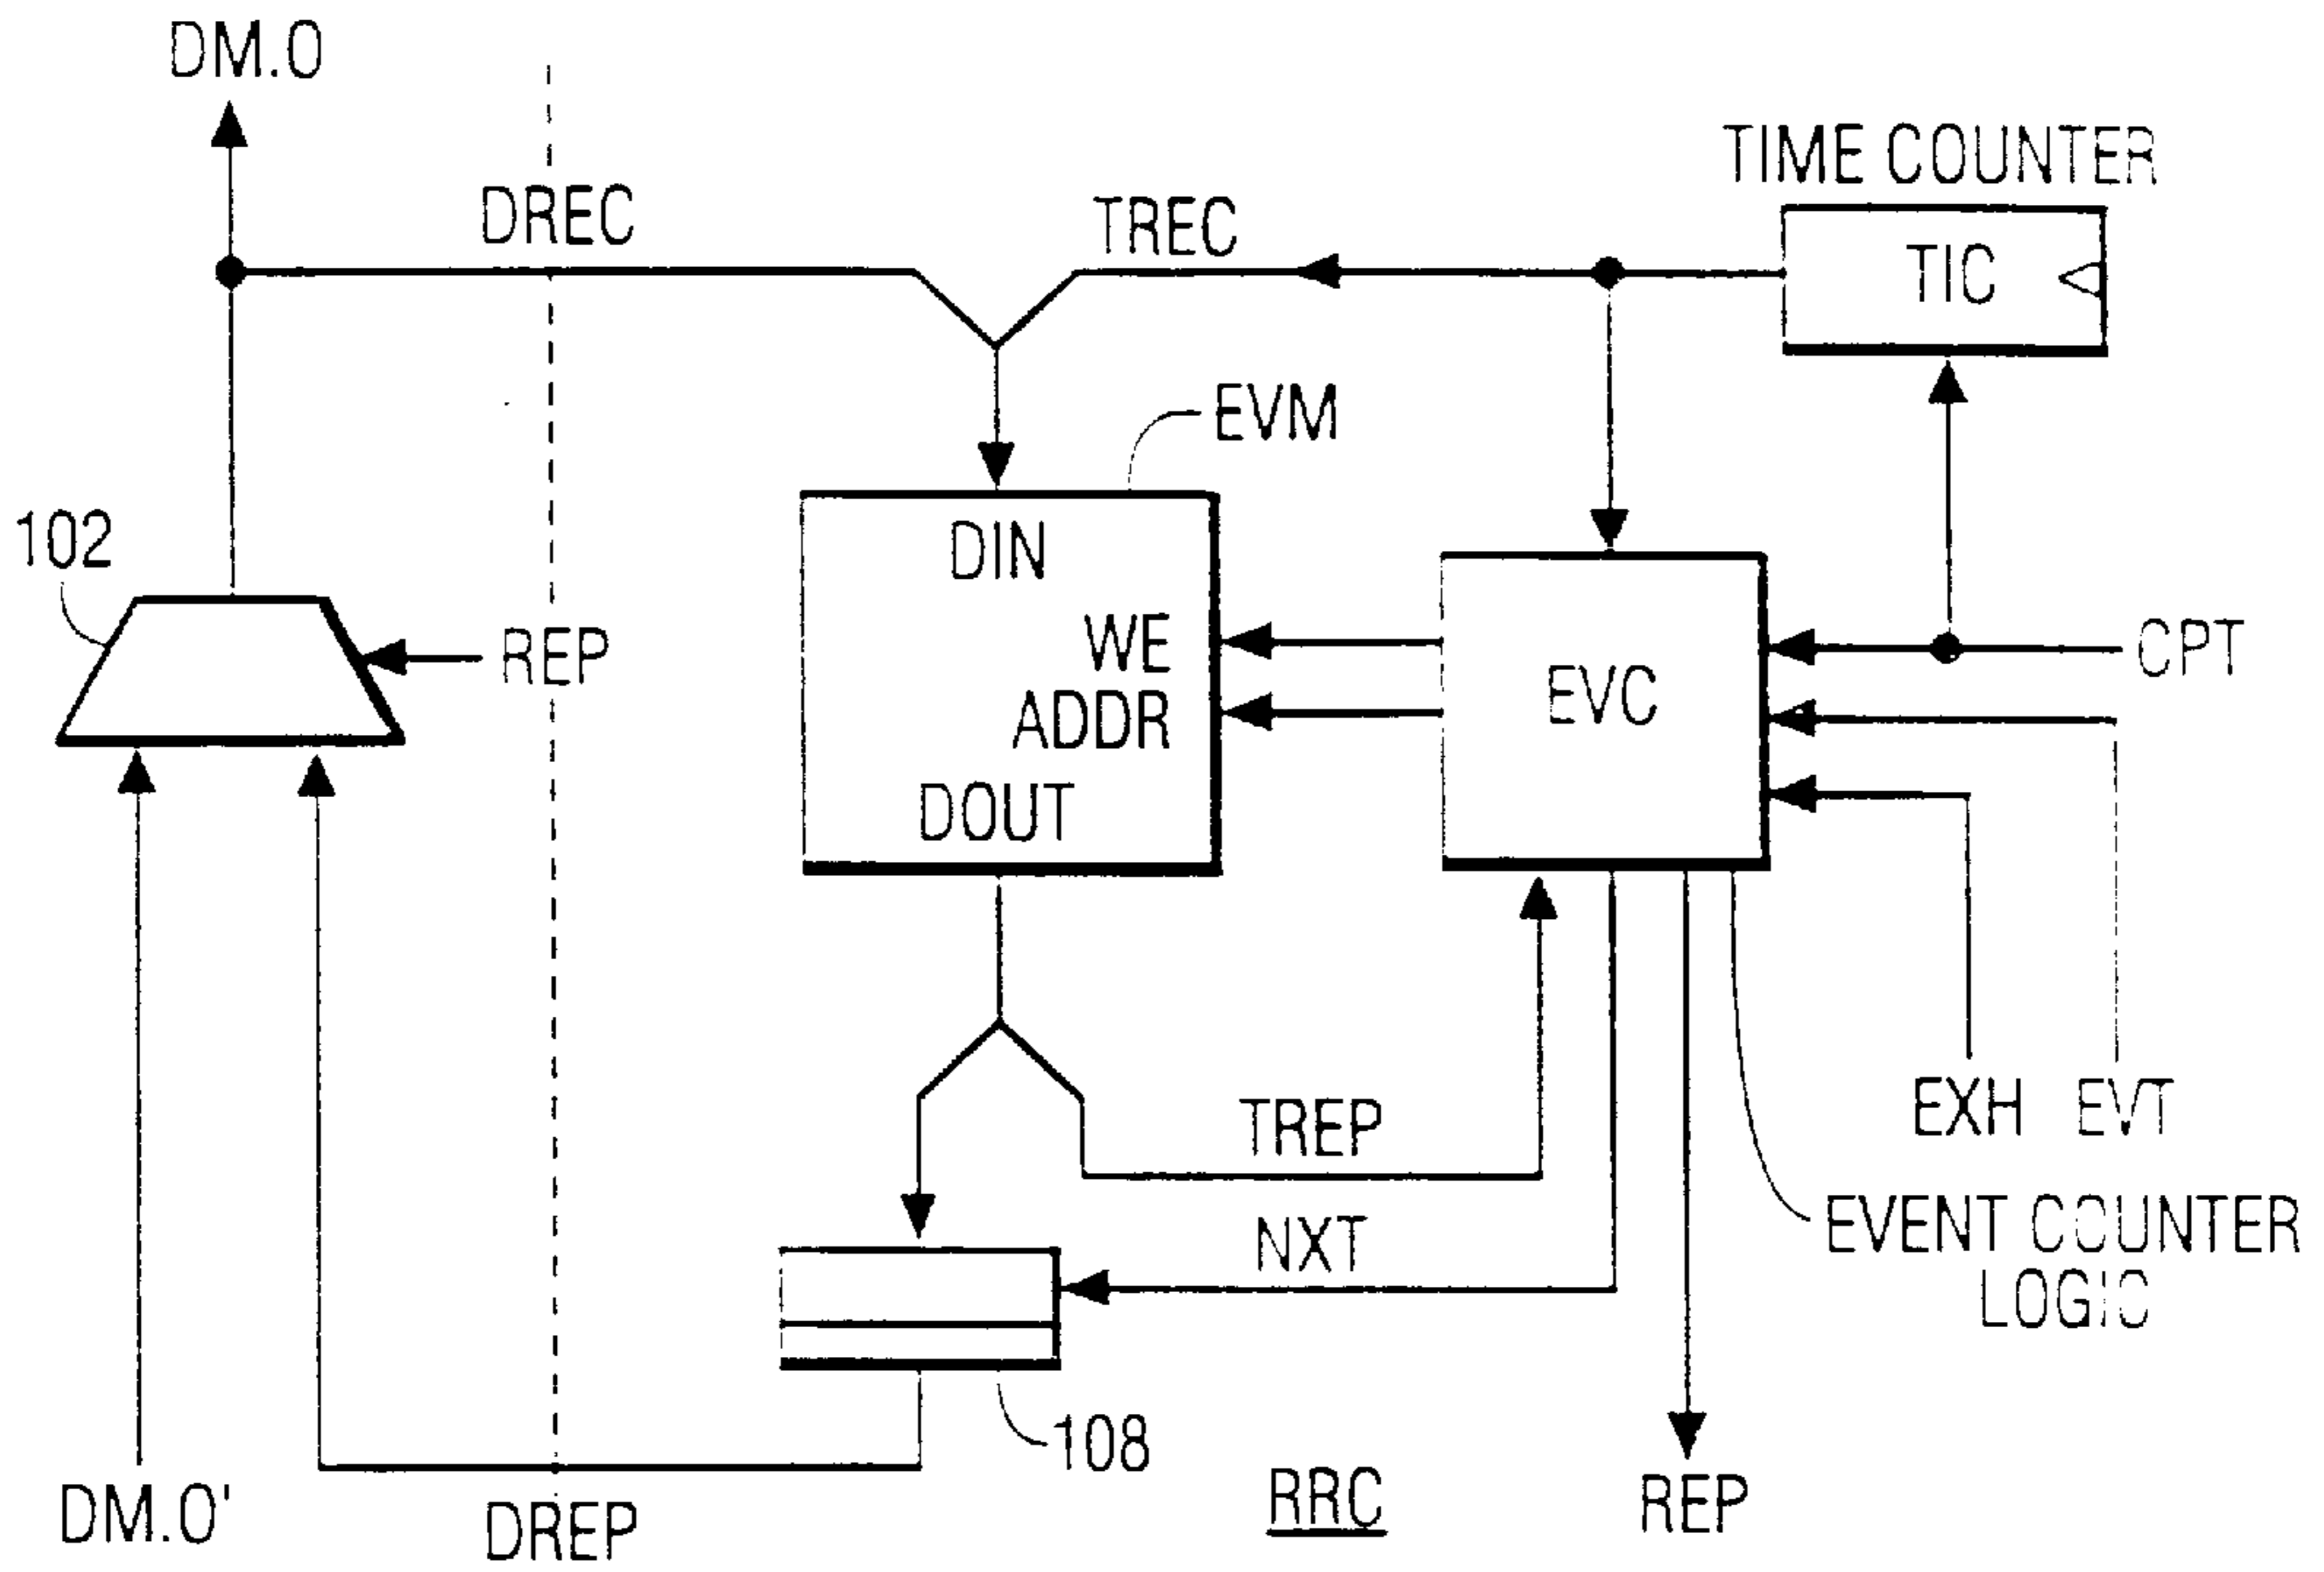 DM.O
TIME COUNTER
DREC
TREC
TIC
EVM
102
DIN
REP
WE
CPT
EVC
ADDR
DOUT
EXH EVT
TREP
EVENT COUNTER
LOGIC
NXT
108
DM.O'
DREP
RRC
REP